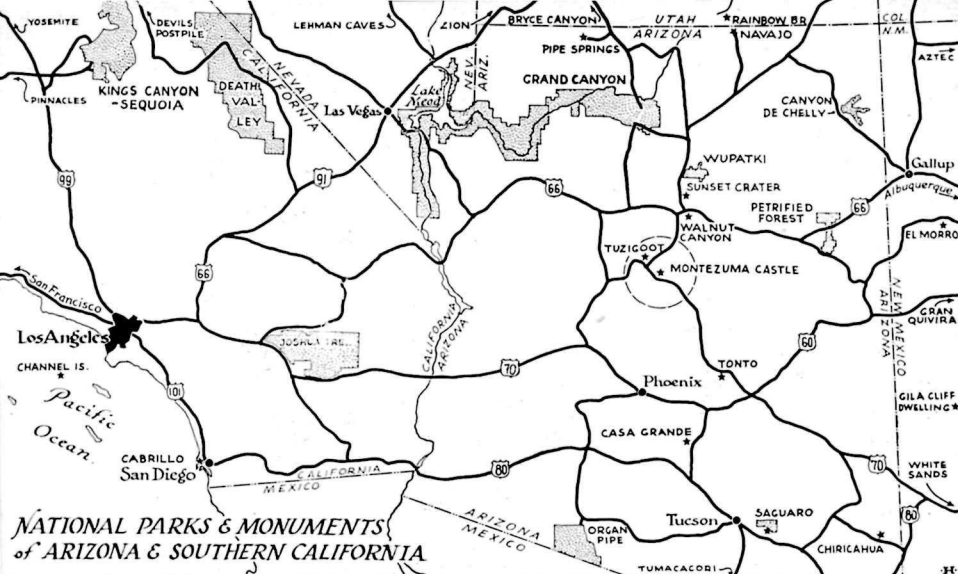 YOSEMITE
DEVILS
POSTPILE
LEHMAN CAVES
ZION
BRYCE CANYON
UTAH
ARIZONA
RAINBOW BR.
NAVAJO
COL.
N.M.
PIPE SPRINGS
AZTEC
PINNACLES
KINGS CANYON
-SEQUOIA
DEATH
VAL-
LEY
NEVADA
CALIFORNIA
Las Vegas
Lake
Mead
NEV.
ARIZ.
GRAND CANYON
CANYON
DE CHELLY
Gallup
Albuquerque
99
91
66
WUPATKI
SUNSET CRATER
PETRIFIED
FOREST
66
WALNUT
CANYON
EL MORRO
TUZIGOOT
MONTEZUMA CASTLE
66
San Francisco
Los Angeles
CALIFORNIA
ARIZONA
NEW MEXICO
ARIZONA
GRAN
QUIVIRA
60
JOSHUA TREE
70
TONTO
CHANNEL IS.
Pacific
Ocean.
101
Phoenix
GILA CLIFF
DWELLING
CASA GRANDE
CABRILLO
San Diego
CALIFORNIA
MEXICO
80
70
WHITE
SANDS
80
NATIONAL PARKS & MONUMENTS
of ARIZONA & SOUTHERN CALIFORNIA
ARIZONA
MEXICO
ORGAN
PIPE
Tucson
SAGUARO
CHIRICAHUA
TUMACACORI
·H·